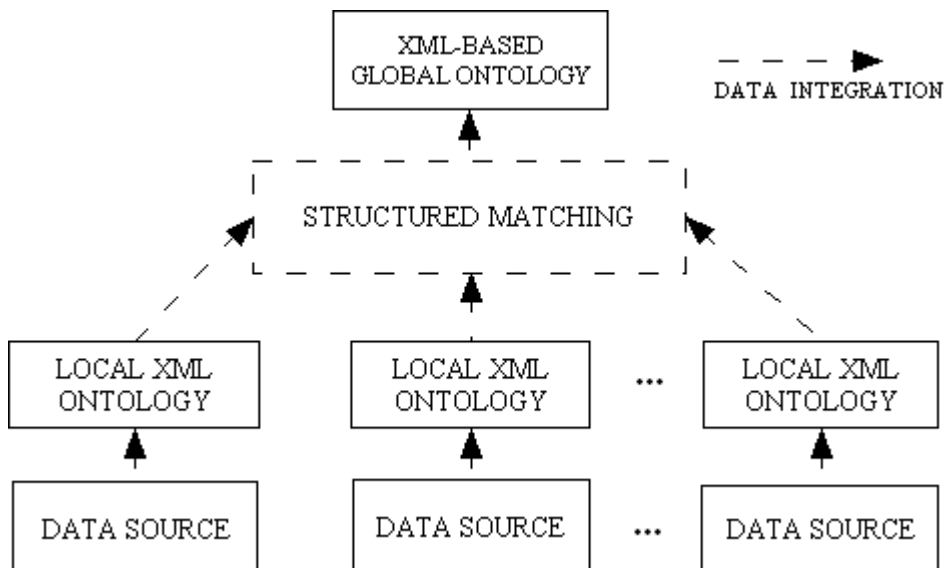 XML-BASED
GLOBAL ONTOLOGY
DATA INTEGRATION
STRUCTURED MATCHING
LOCAL XML
ONTOLOGY
LOCAL XML
ONTOLOGY
...
LOCAL XML
ONTOLOGY
DATA SOURCE
DATA SOURCE
...
DATA SOURCE